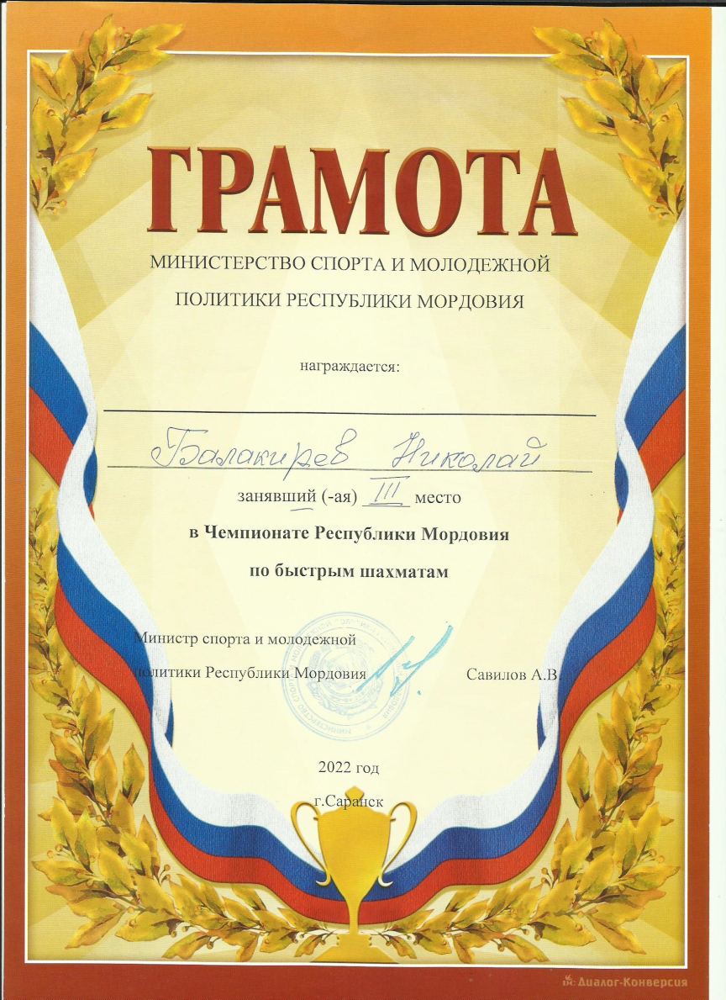 ГРАМОТА
МИНИСТЕРСТВО СПОРТА И МОЛОДЕЖНОЙ
ПОЛИТИКИ РЕСПУБЛИКИ МОРДОВИЯ
награждается:
Балакирев Николай
занявший (-ая) III место
в Чемпионате Республики Мордовия
по быстрым шахматам
Министр спорта и молодежной
политики Республики Мордовия Савилов А.В.
2022 год
г.Саранск
Диалог-Конверсия